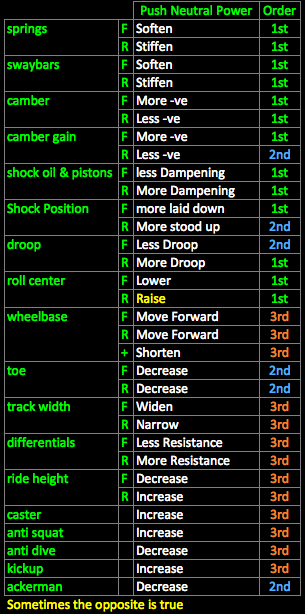 Push Neutral Power Order
springs F Soften 1st
R Stiffen 1st
swaybars F Soften 1st
R Stiffen 1st
camber F More -ve 1st
R Less -ve 1st
camber gain F More -ve 1st
R Less -ve 2nd
shock oil & pistons F less Dampening 1st
R More Dampening 1st
Shock Position F more laid down 1st
R More stood up 2nd
droop F Less Droop 2nd
R More Droop 1st
roll center F Lower 1st
R Raise 1st
wheelbase F Move Forward 3rd
R Move Forward 3rd
+ Shorten 3rd
toe F Decrease 2nd
R Decrease 2nd
track width F Widen 3rd
R Narrow 3rd
differentials F Less Resistance 3rd
R More Resistance 3rd
ride height F Decrease 3rd
R Increase 3rd
caster Increase 3rd
anti squat Increase 3rd
anti dive Decrease 3rd
kickup Increase 3rd
ackerman Decrease 2nd
Sometimes the opposite is true